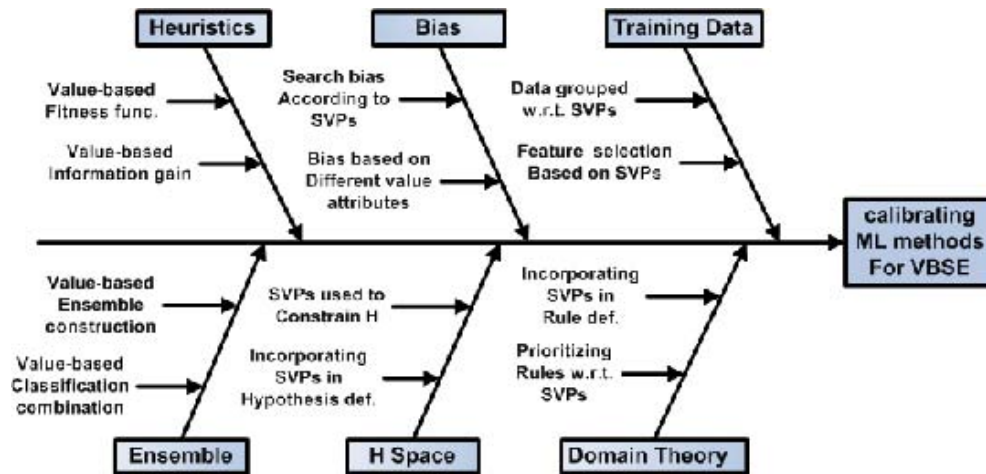 Heuristics
Bias
Training Data
Value-based
Fitness func.
Value-based
Information gain
Search bias
According to
SVPs
Bias based on
Different value
attributes
Data grouped
w.r.t. SVPs
Feature selection
Based on SVPs
calibrating
ML methods
For VBSE
Value-based
Ensemble
construction
Value-based
Classification
combination
SVPs used to
Constrain H
Incorporating
SVPs in
Hypothesis def.
Incorporating
SVPs in
Rule def.
Prioritizing
Rules w.r.t.
SVPs
Ensemble
H Space
Domain Theory